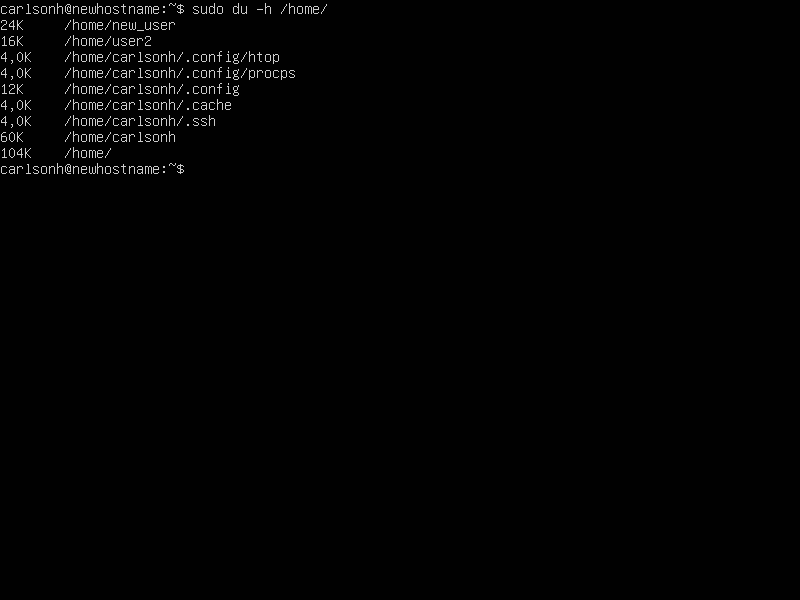 carlsonh@newhostname:~$ sudo du -h /home/
24K     /home/new_user
16K     /home/user2
4,0K    /home/carlsonh/.config/htop
4,0K    /home/carlsonh/.config/procps
12K     /home/carlsonh/.config
4,0K    /home/carlsonh/.cache
4,0K    /home/carlsonh/.ssh
60K     /home/carlsonh
104K    /home/
carlsonh@newhostname:~$